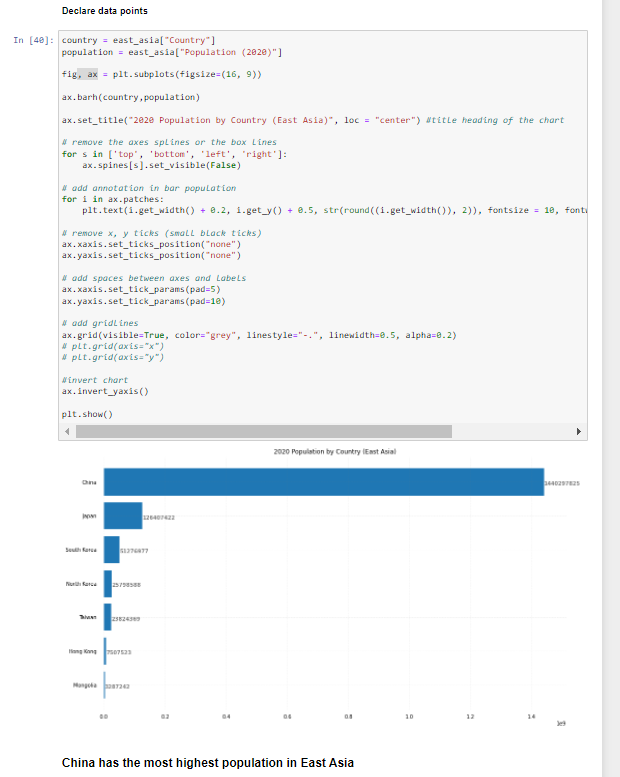 Declare data points
In [40]: country = east_asia["Country"]
population = east_asia["Population (2020)"]
fig, ax = plt.subplots(figsize=(16, 9))
ax.barh(country,population)
ax.set_title("2020 Population by Country (East Asia)", loc = "center") #title heading of the chart
# remove the axes splines or the box lines
for s in ['top', 'bottom', 'left', 'right']:
ax.spines[s].set_visible(False)
# add annotation in bar population
for i in ax.patches:
plt.text(i.get_width() + 0.2, i.get_y() + 0.5, str(round((i.get_width()), 2)), fontsize = 10, font
# remove x, y ticks (small black ticks)
ax.xaxis.set_ticks_position("none")
ax.yaxis.set_ticks_position("none")
# add spaces between axes and labels
ax.xaxis.set_tick_params(pad=5)
ax.yaxis.set_tick_params(pad=10)
# add gridlines
ax.grid(visible=True, color="grey", linestyle="-.", linewidth=0.5, alpha=0.2)
# plt.grid(axis="x")
# plt.grid(axis="y")
#invert chart
ax.invert_yaxis()
plt.show()
2020 Population by Country (East Asia)
China
Japan
South Korea 51276977
North Korea 25798588
Taiwan 23824369
Hong Kong 7507523
Mongolia 3287242
0.0 0.2 0.4 0.6 0.8 1.0 1.2 1.4
1e9
China has the most highest population in East Asia